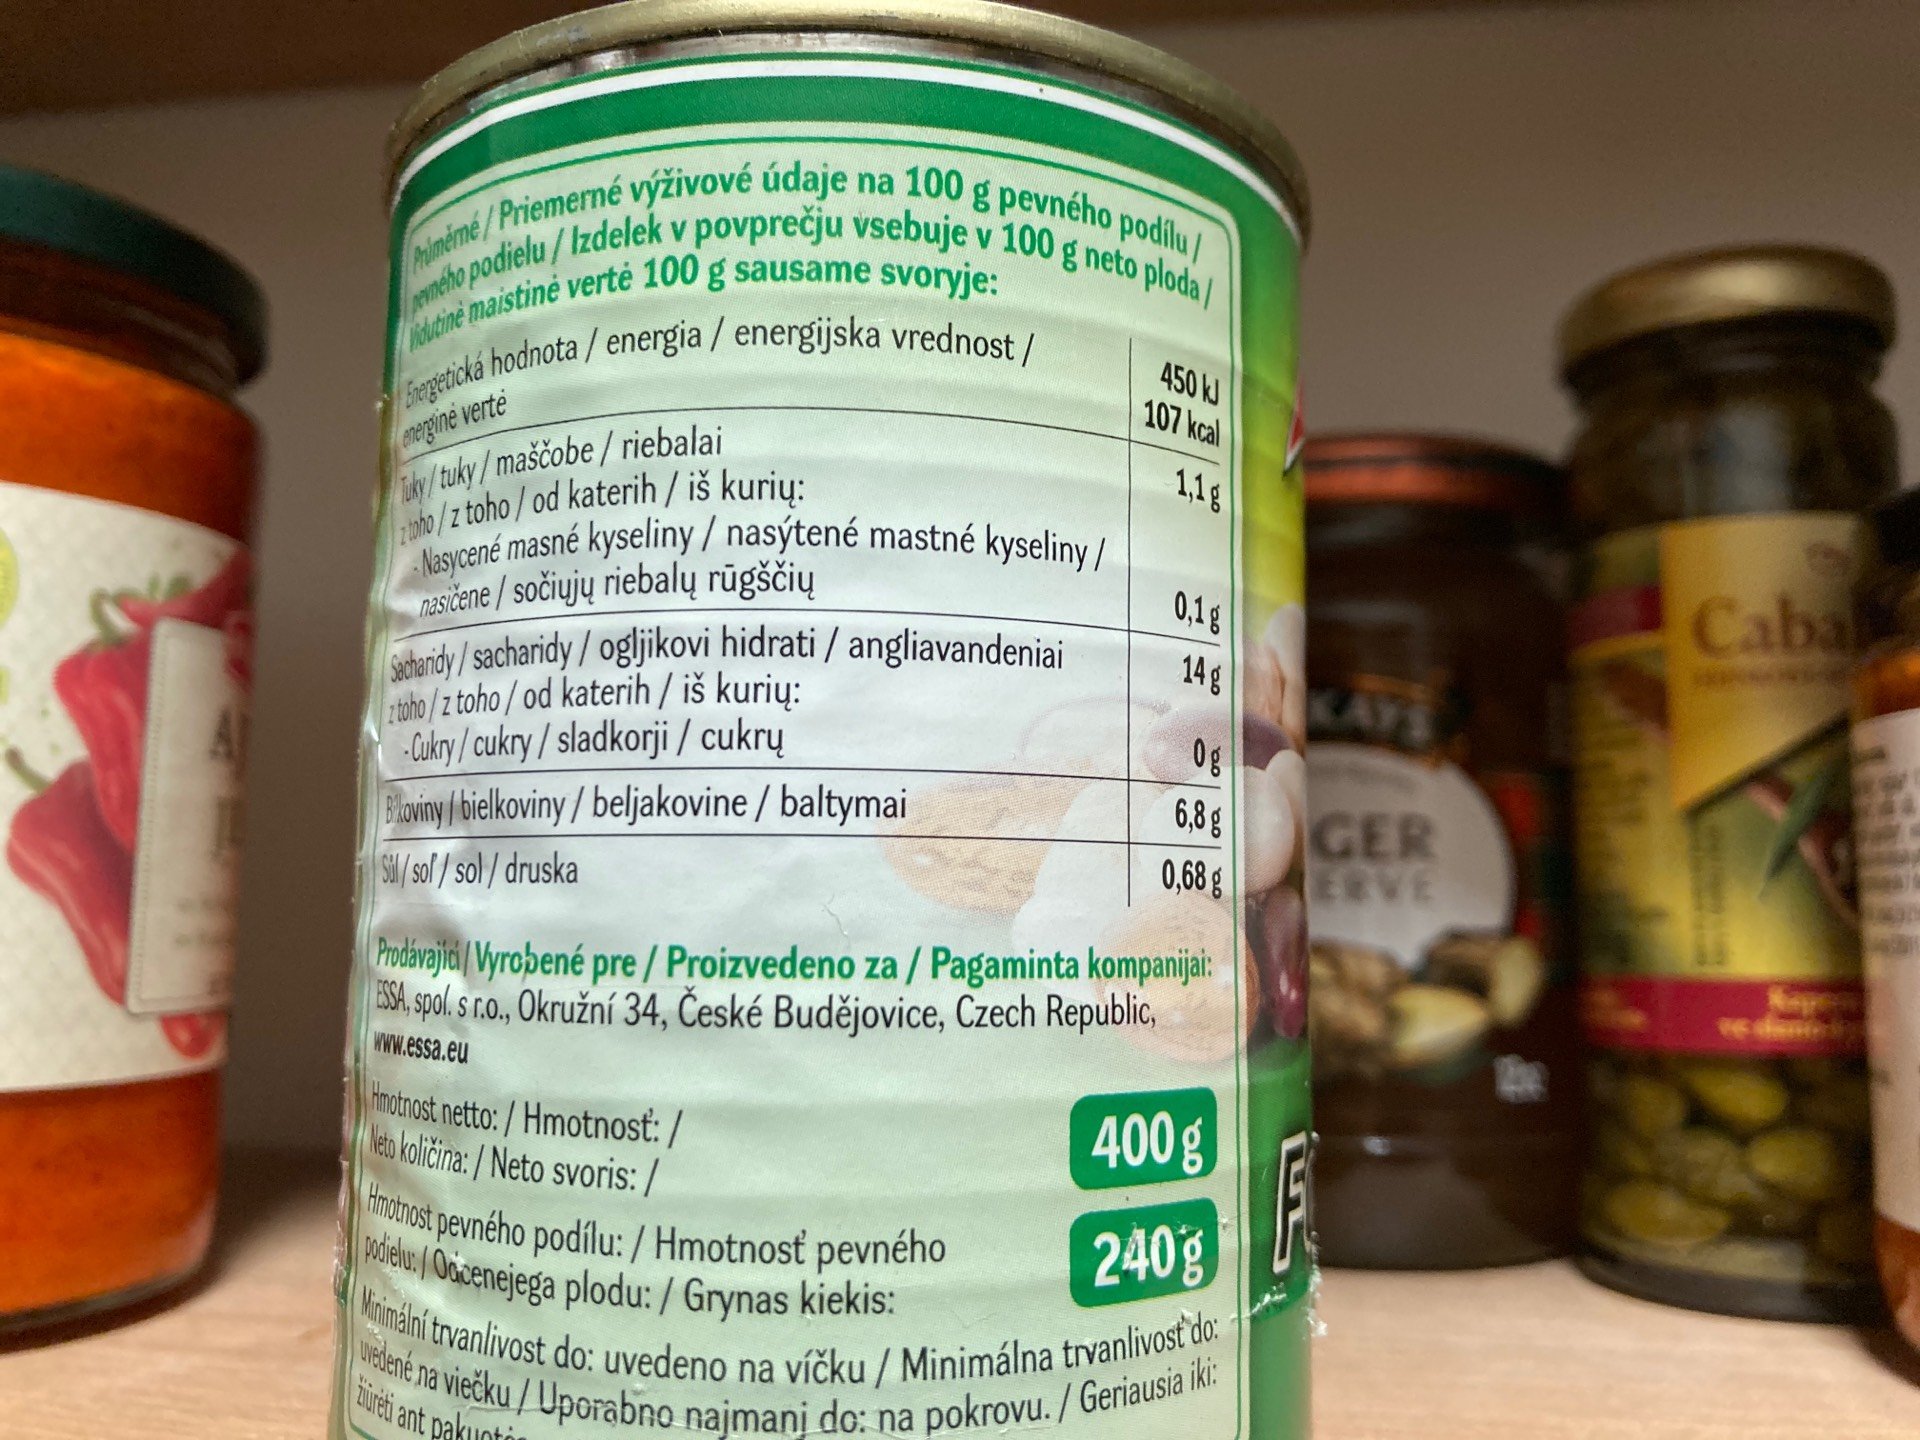 Průměrné / Priemerné výživové údaje na 100 g pevného podílu /
pevného podielu / Izdelek v povprečju vsebuje v 100 g neto ploda /
Vidutinė maistinė vertė 100 g sausame svoryje:
Energetická hodnota / energia / energijska vrednost /
energinė vertė
450 kJ
107 kcal
Tuky / tuky / maščobe / riebalai
1,1 g
z toho / z toho / od katerih / iš kurių:
- Nasycené masné kyseliny / nasýtené mastné kyseliny /
nasičene / sočiųjų riebalų rūgščių
0,1 g
Sacharidy / sacharidy / ogljikovi hidrati / angliavandeniai
14 g
z toho / z toho / od katerih / iš kurių:
- Cukry / cukry / sladkorji / cukrų
0 g
Bílkoviny / bielkoviny / beljakovine / baltymai
6,8 g
Sůl / soľ / sol / druska
0,68 g
Prodávající / Vyrobené pre / Proizvedeno za / Pagaminta kompanijai:
ESSA, spol. s r.o., Okružní 34, České Budějovice, Czech Republic,
www.essa.eu
Hmotnost netto: / Hmotnosť: /
Neto količina: / Neto svoris: /
400 g
Hmotnost pevného podílu: / Hmotnosť pevného
podielu: / Odcenejega plodu: / Grynas kiekis:
240 g
Minimální trvanlivost do: uvedeno na víčku / Minimálna trvanlivosť do:
uvedené na viečku / Uporabno najmanj do: na pokrovu. / Geriausia iki:
žiūrėti ant
KAYS
GER
ERVE
Caba